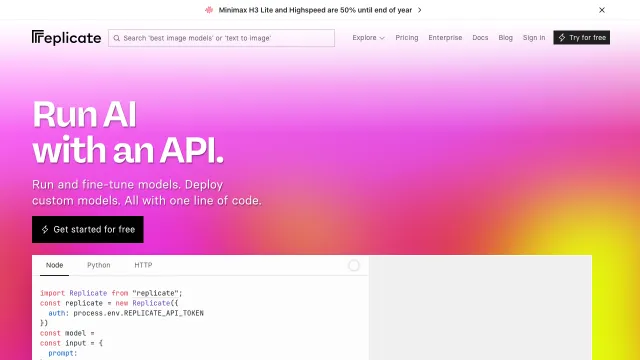 Minimax H3 Lite and Highspeed are 50% until end of year
replicate
Search 'best image models' or 'text to image'
Explore
Pricing
Enterprise
Docs
Blog
Sign in
Try for free
Run AI
with an API.
Run and fine-tune models. Deploy
custom models. All with one line of code.
Get started for free
Node
Python
HTTP
import Replicate from "replicate";
const replicate = new Replicate({
auth: process.env.REPLICATE_API_TOKEN
})
const model =
const input = {
prompt: